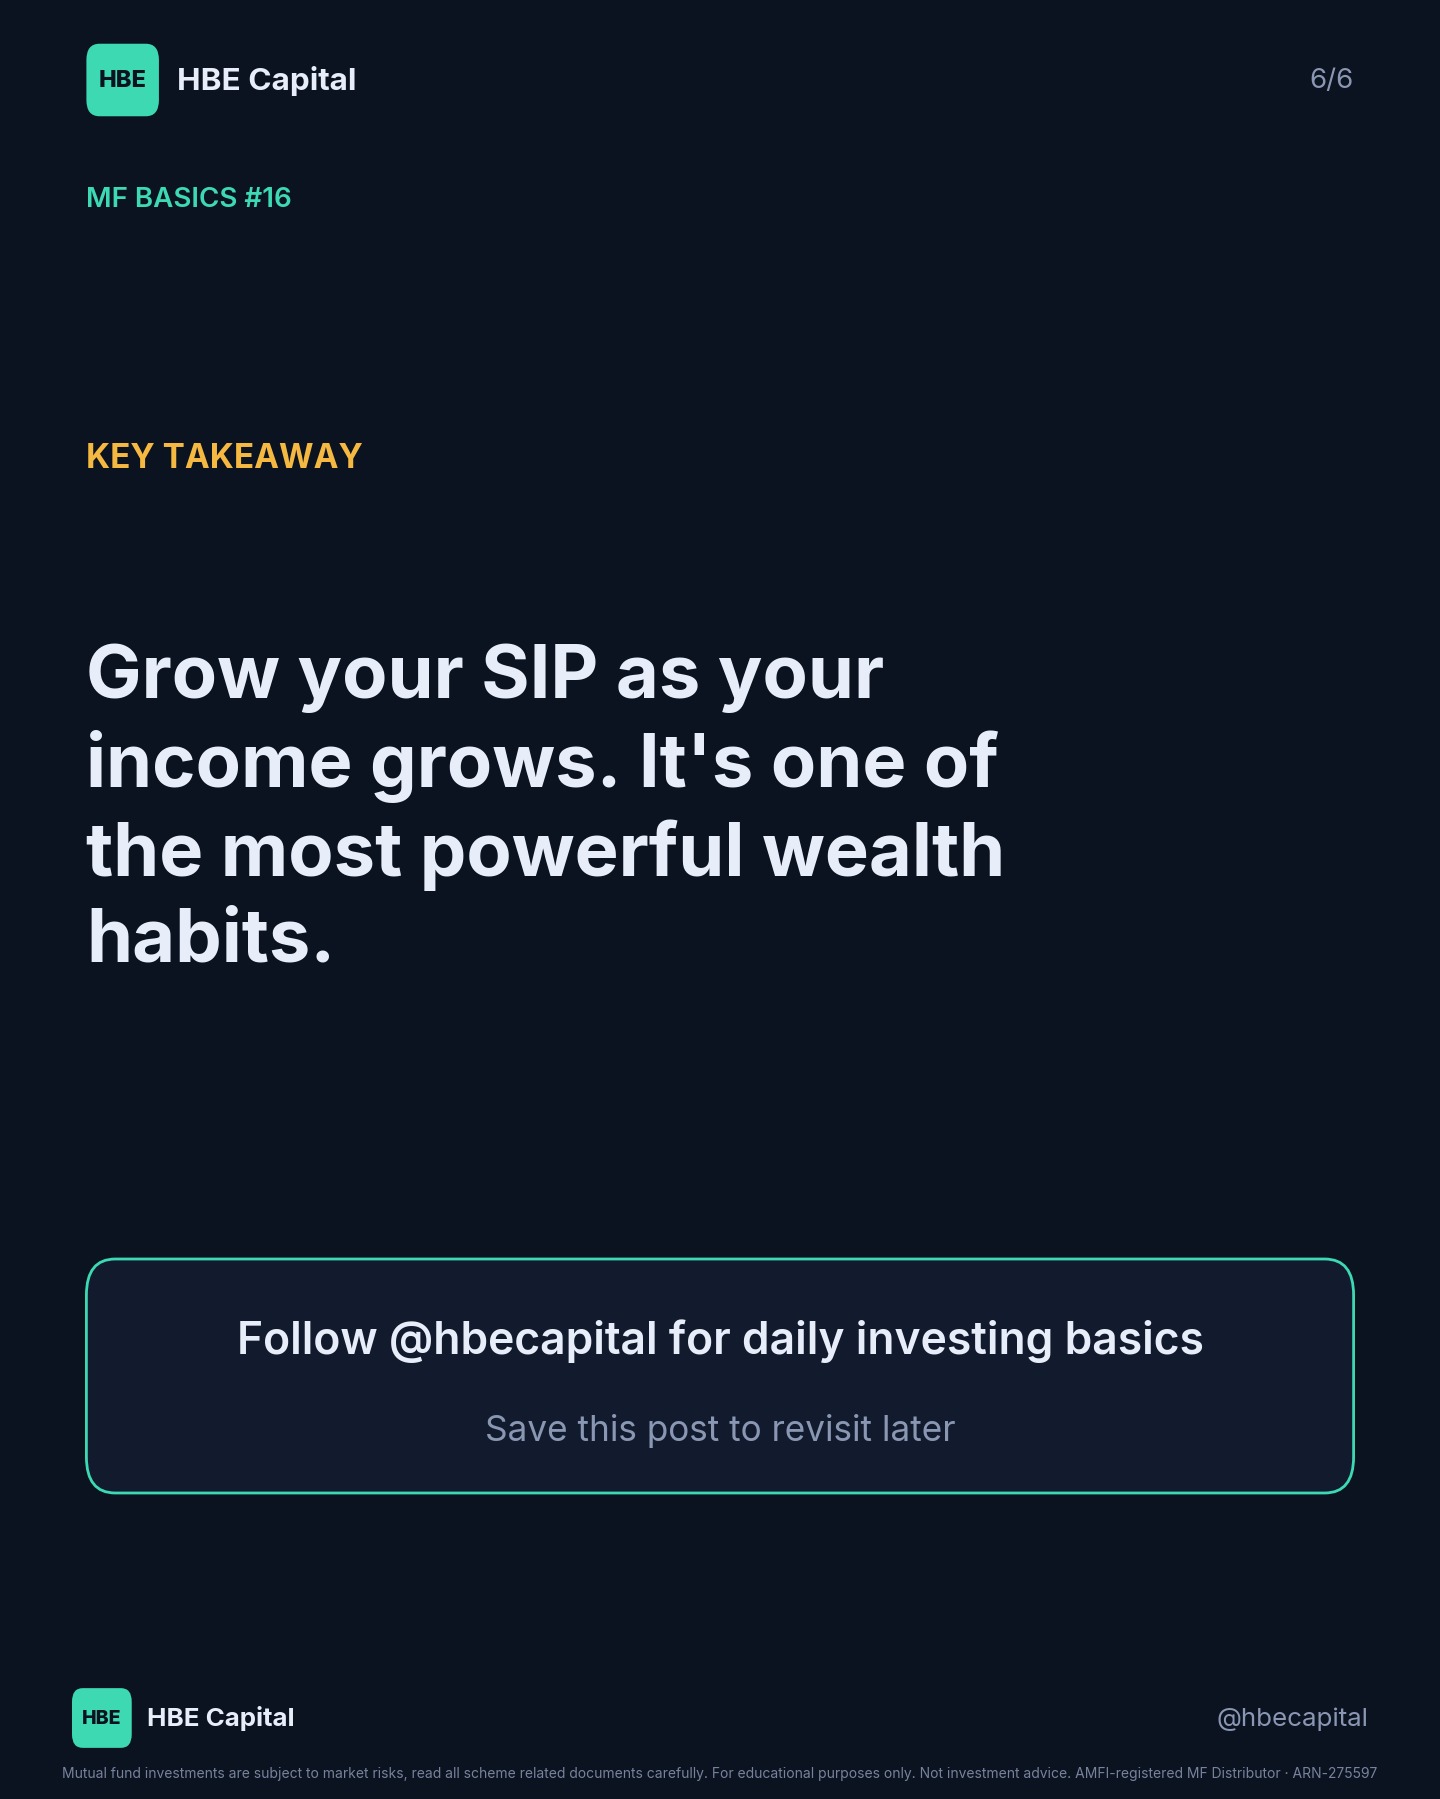 HBE HBE Capital 6/6
MF BASICS #16
KEY TAKEAWAY
Grow your SIP as your
income grows. It's one of
the most powerful wealth
habits.
Follow @hbecapital for daily investing basics
Save this post to revisit later
HBE HBE Capital @hbecapital
Mutual fund investments are subject to market risks, read all scheme related documents carefully. For educational purposes only. Not investment advice. AMFI-registered MF Distributor · ARN-275597